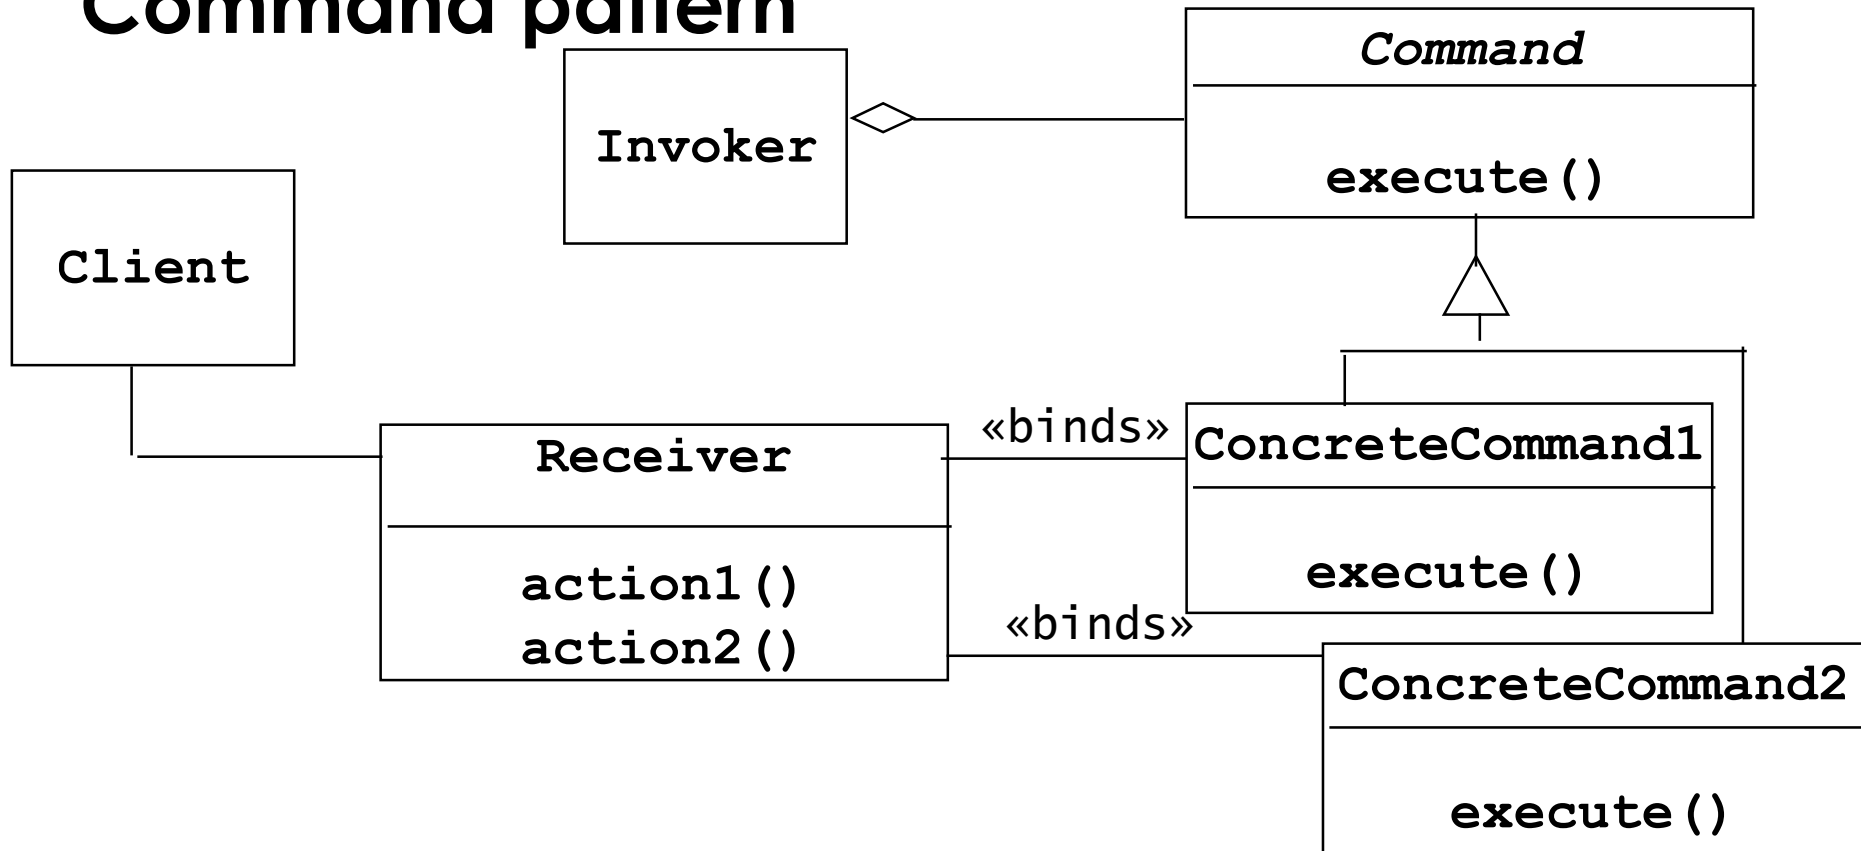 Command pattern
Command
execute()
Invoker
Client
«binds»
Receiver
action1()
action2()
ConcreteCommand1
execute()
«binds»
ConcreteCommand2
execute()